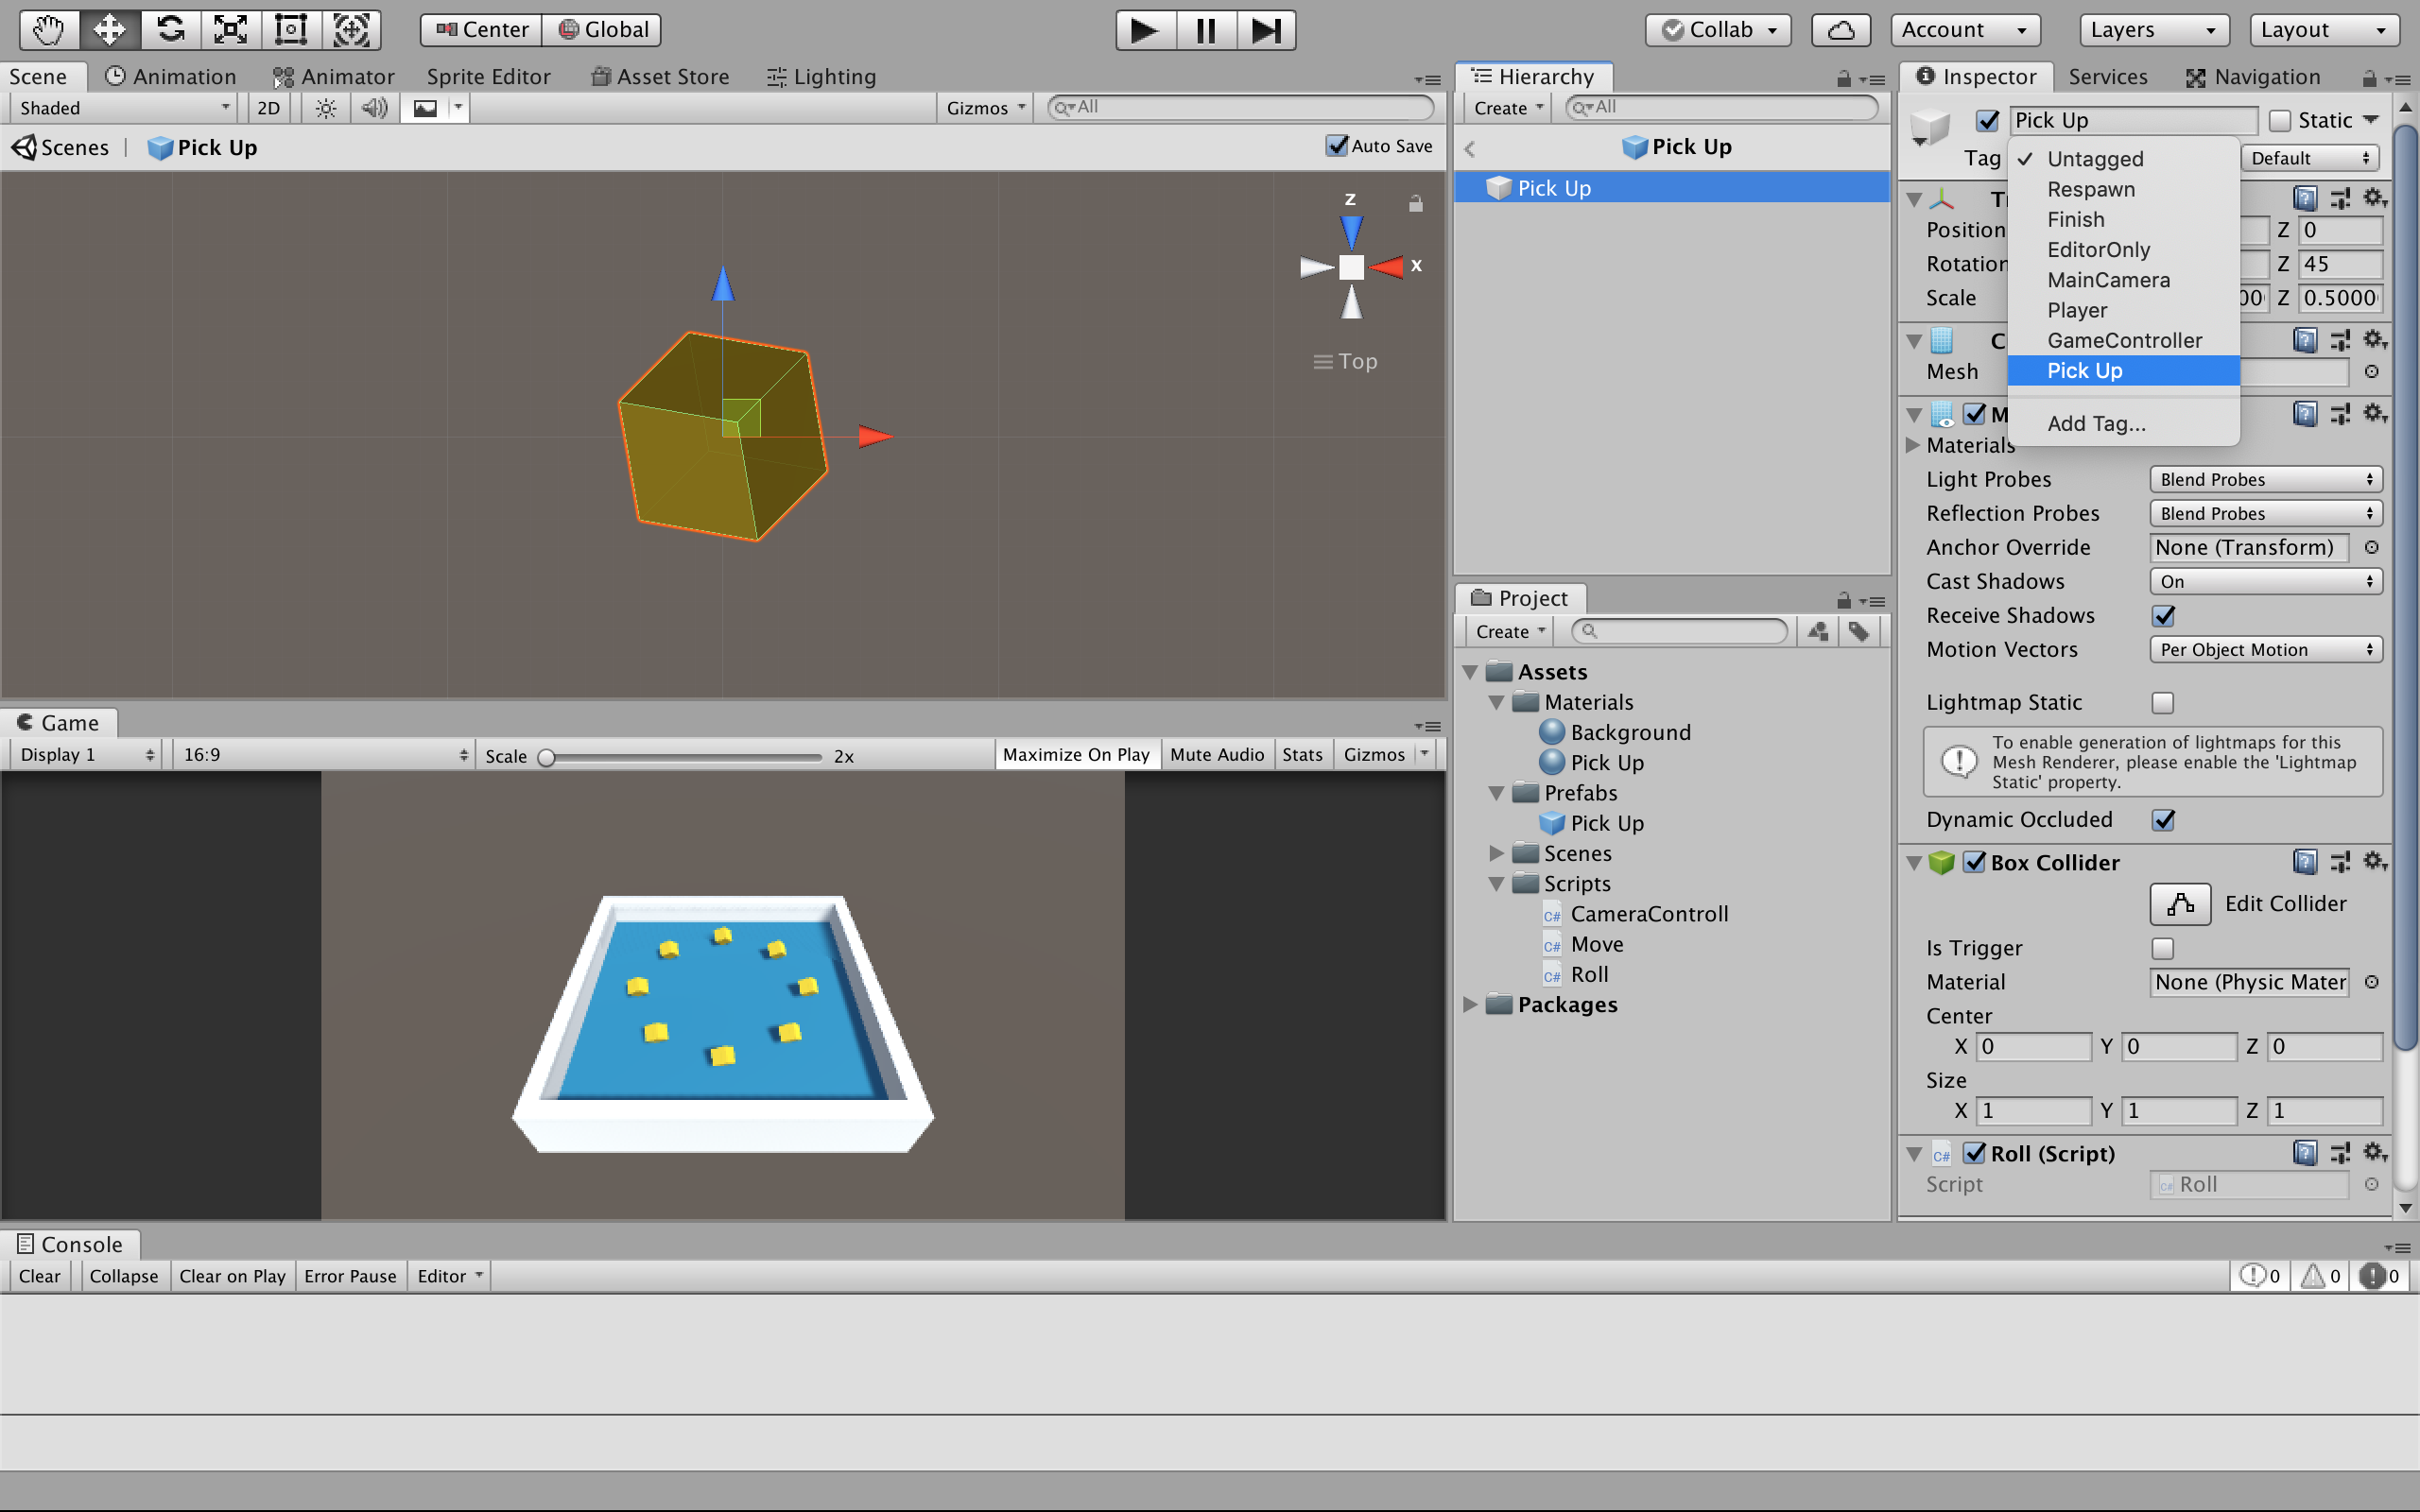 Center
Global
Collab
Account
Layers
Layout
Scene
Animation
Animator
Sprite Editor
Asset Store
Lighting
Shaded
2D
Gizmos
All
Scenes
Pick Up
Auto Save
Z
X
Top
Game
Display 1
16:9
Scale
2x
Maximize On Play
Mute Audio
Stats
Gizmos
Hierarchy
Create
All
Pick Up
Pick Up
Project
Create
Assets
Materials
Background
Pick Up
Prefabs
Pick Up
Scenes
Scripts
C# CameraControll
C# Move
C# Roll
Packages
Inspector
Services
Navigation
Pick Up
Static
Tag
Default
Untagged
Respawn
Finish
EditorOnly
MainCamera
Player
GameController
Pick Up
Add Tag...
Position
Z 0
Rotation
Z 45
Scale
Z 0.5000
Mesh
Materials
Light Probes
Blend Probes
Reflection Probes
Blend Probes
Anchor Override
None (Transform)
Cast Shadows
On
Receive Shadows
Motion Vectors
Per Object Motion
Lightmap Static
To enable generation of lightmaps for this
Mesh Renderer, please enable the 'Lightmap
Static' property.
Dynamic Occluded
Box Collider
Edit Collider
Is Trigger
Material
None (Physic Mater
Center
X 0 Y 0 Z 0
Size
X 1 Y 1 Z 1
C# Roll (Script)
Script
Roll
Console
Clear
Collapse
Clear on Play
Error Pause
Editor
0
0
0